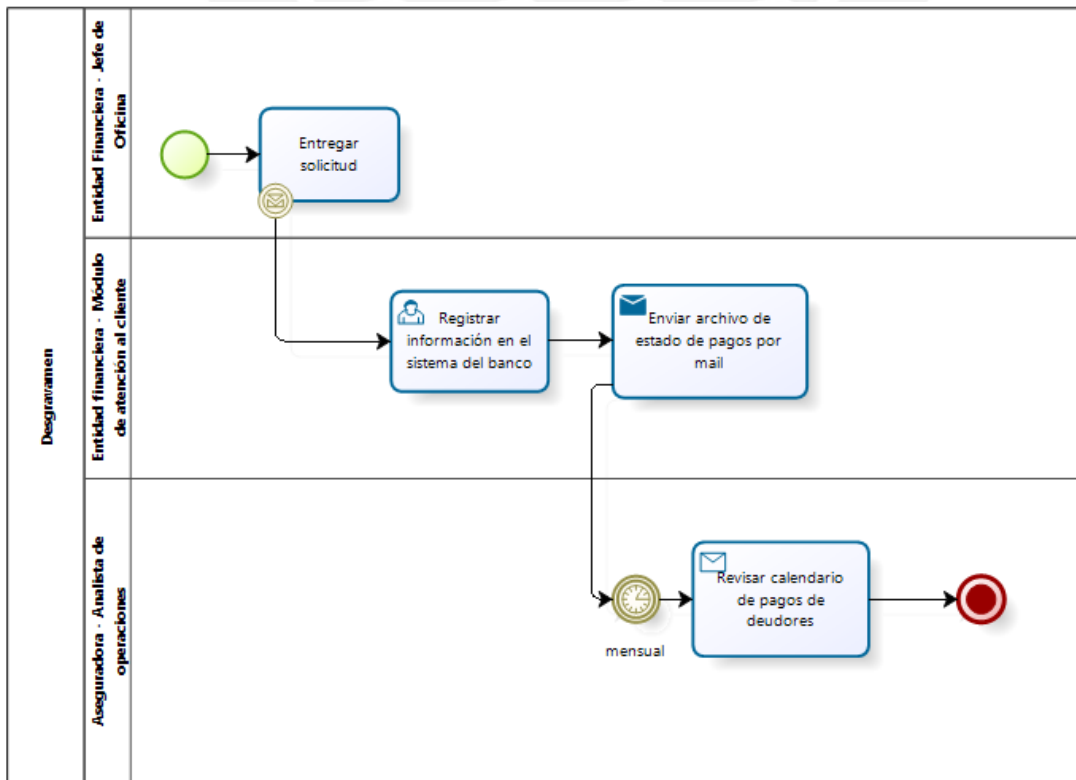 Desgravamen
Entidad Financiera - Jefe de
Oficina
Entregar
solicitud
Entidad financiera - Módulo
de atención al cliente
Registrar
información en el
sistema del banco
Enviar archivo de
estado de pagos por
mail
Aseguradora - Analista de
operaciones
mensual
Revisar calendario
de pagos de
deudores